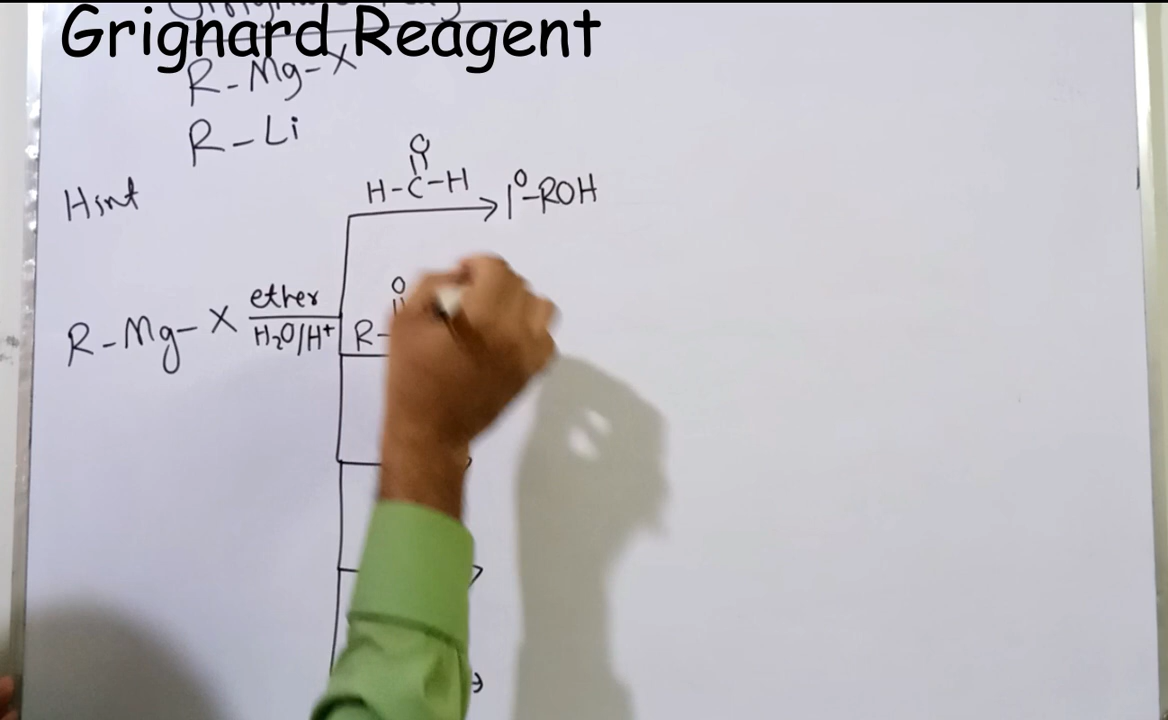 Grignard Reagent
R-Mg-X
R-Li
Hint
O
H-C-H
1°-ROH
O
R-Mg-X
ether
H₂O/H⁺
R-